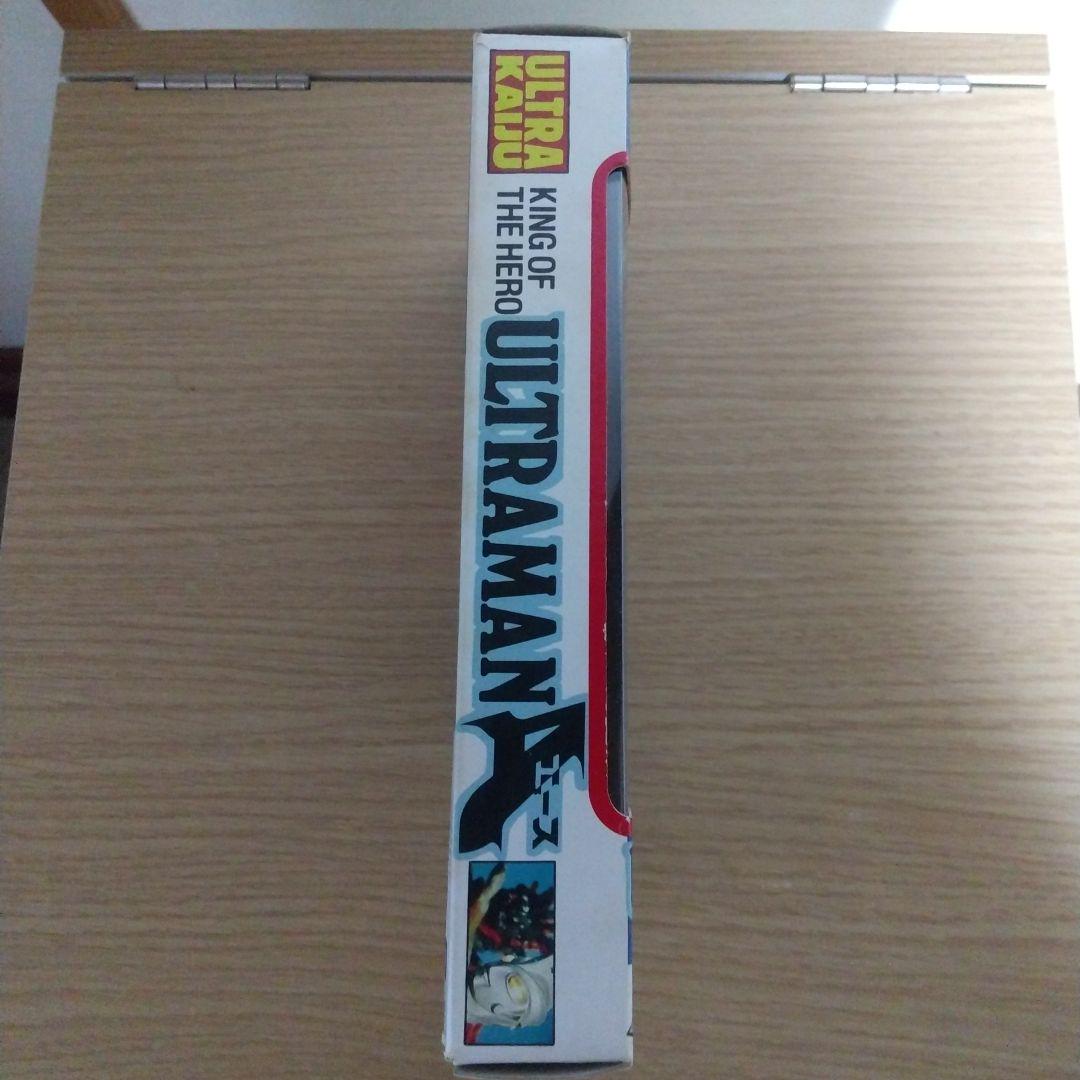 ULTRA
KAIJU
KING OF
THE HERO
ULTRAMAN A
エース